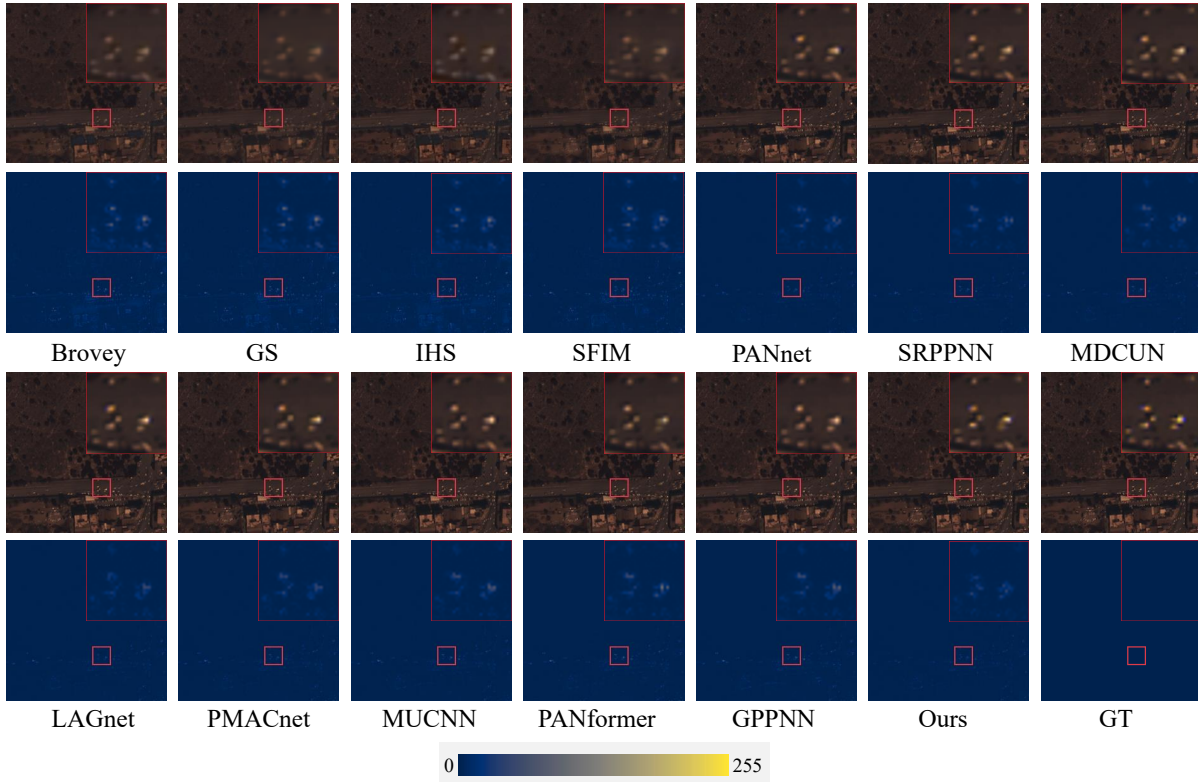 Brovey GS IHS SFIM PANnet SRPPNN MDCUN
LAGnet PMACnet MUCNN PANformer GPPNN Ours GT
0 255